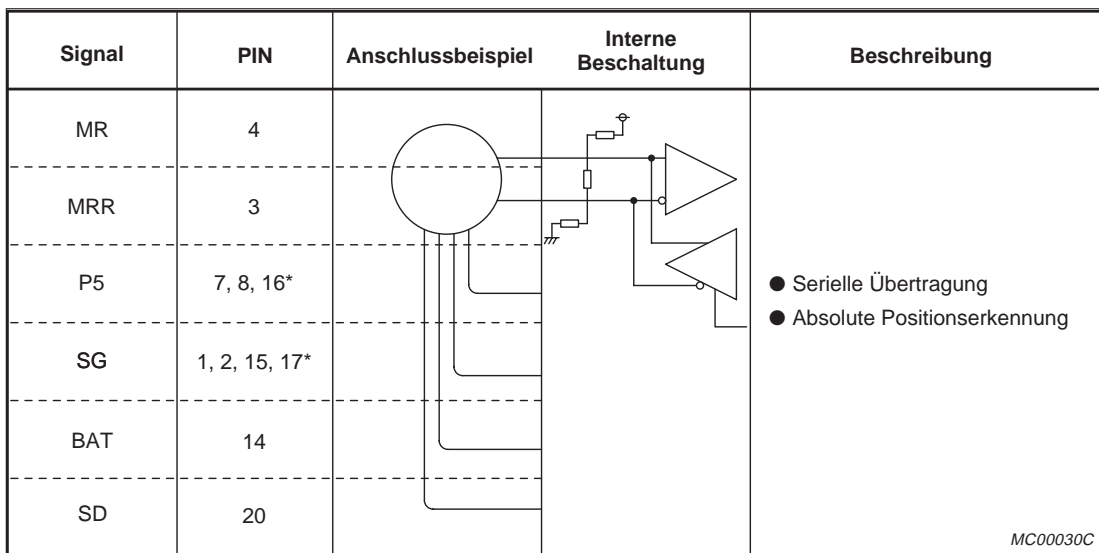 Signal PIN Anschlussbeispiel Interne Beschaltung Beschreibung
MR 4
MRR 3
P5 7, 8, 16*
SG 1, 2, 15, 17*
BAT 14
SD 20
● Serielle Übertragung
● Absolute Positionserkennung
MC00030C